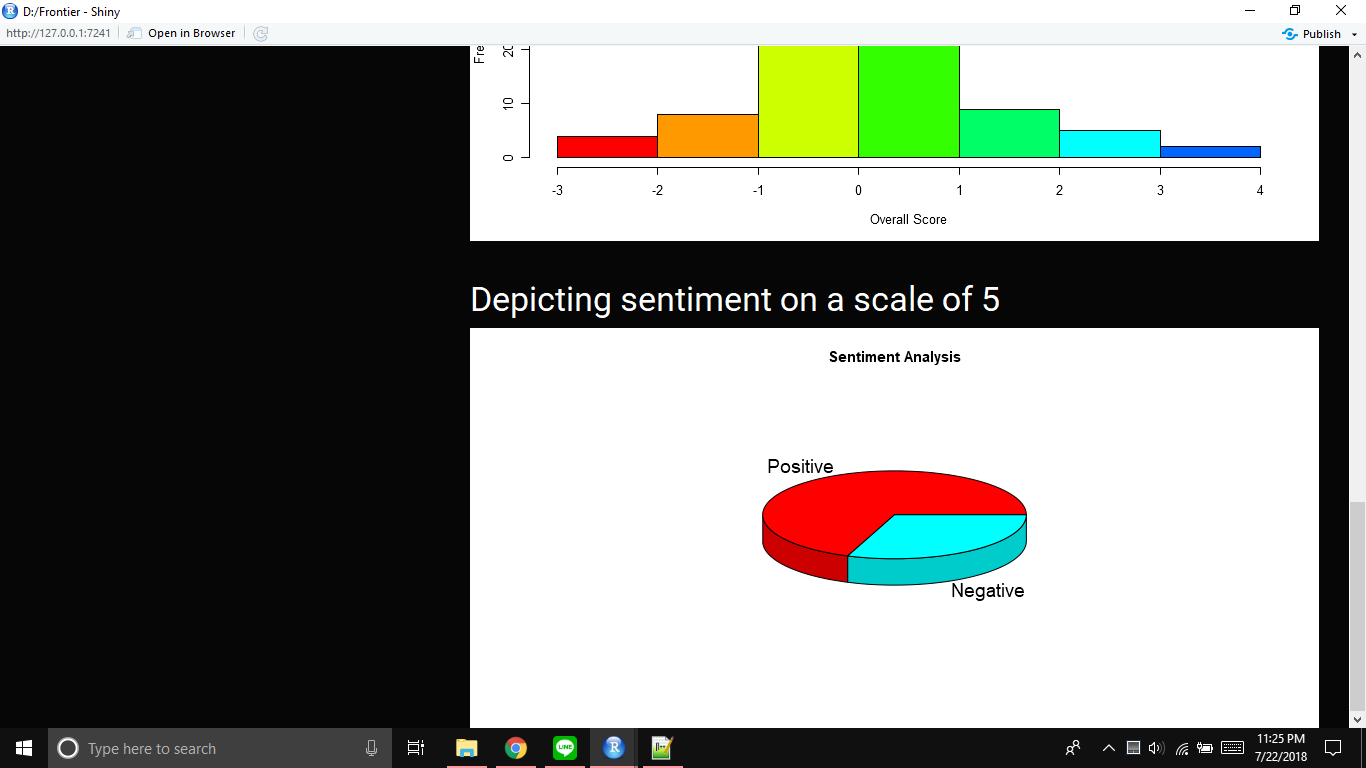 D:/Frontier - Shiny
http://127.0.0.1:7241 Open in Browser Publish
20
10
0
-3 -2 -1 0 1 2 3 4
Overall Score
Depicting sentiment on a scale of 5
Sentiment Analysis
Positive
Negative
Type here to search
LINE
R
11:25 PM
7/22/2018